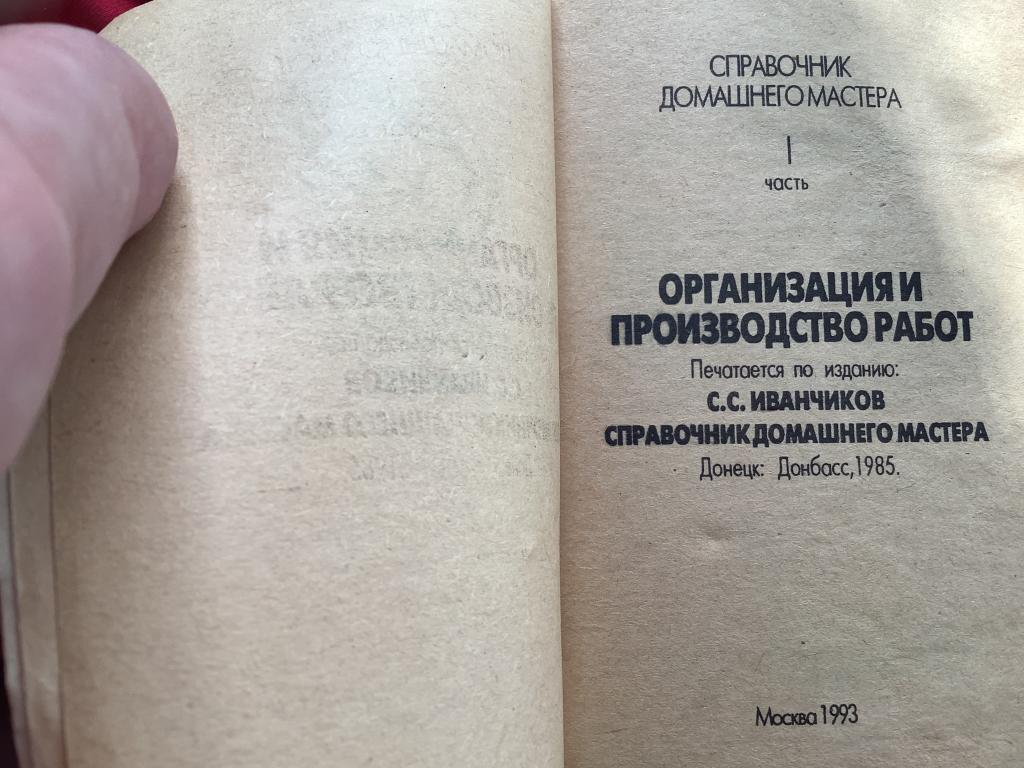 СПРАВОЧНИК
ДОМАШНЕГО МАСТЕРА
I
часть
ОРГАНИЗАЦИЯ И
ПРОИЗВОДСТВО РАБОТ
Печатается по изданию:
С.С. ИВАНЧИКОВ
СПРАВОЧНИК ДОМАШНЕГО МАСТЕРА
Донецк: Донбасс,1985.
Москва 1993